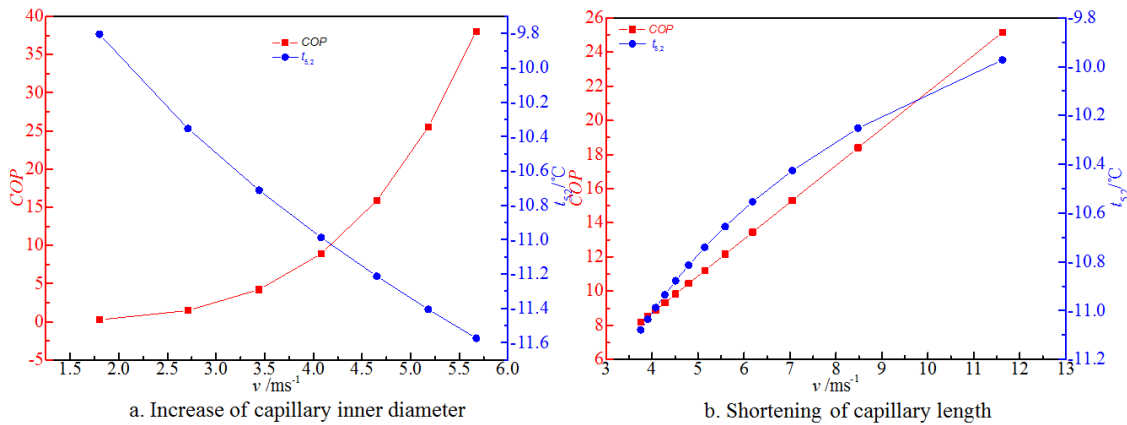 40
35
30
25
20
15
10
5
0
-5
COP
COP
t5,2
-9.8
-10.0
-10.2
-10.4
-10.6
-10.8
-11.0
-11.2
-11.4
-11.6
t5,2/℃
1.5 2.0 2.5 3.0 3.5 4.0 4.5 5.0 5.5 6.0
v /ms-1
a. Increase of capillary inner diameter
26
24
22
20
18
16
14
12
10
8
6
COP
COP
t5,2
-9.8
-10.0
-10.2
-10.4
-10.6
-10.8
-11.0
-11.2
t5,2/℃
3 4 5 6 7 8 9 10 11 12 13
v /ms-1
b. Shortening of capillary length